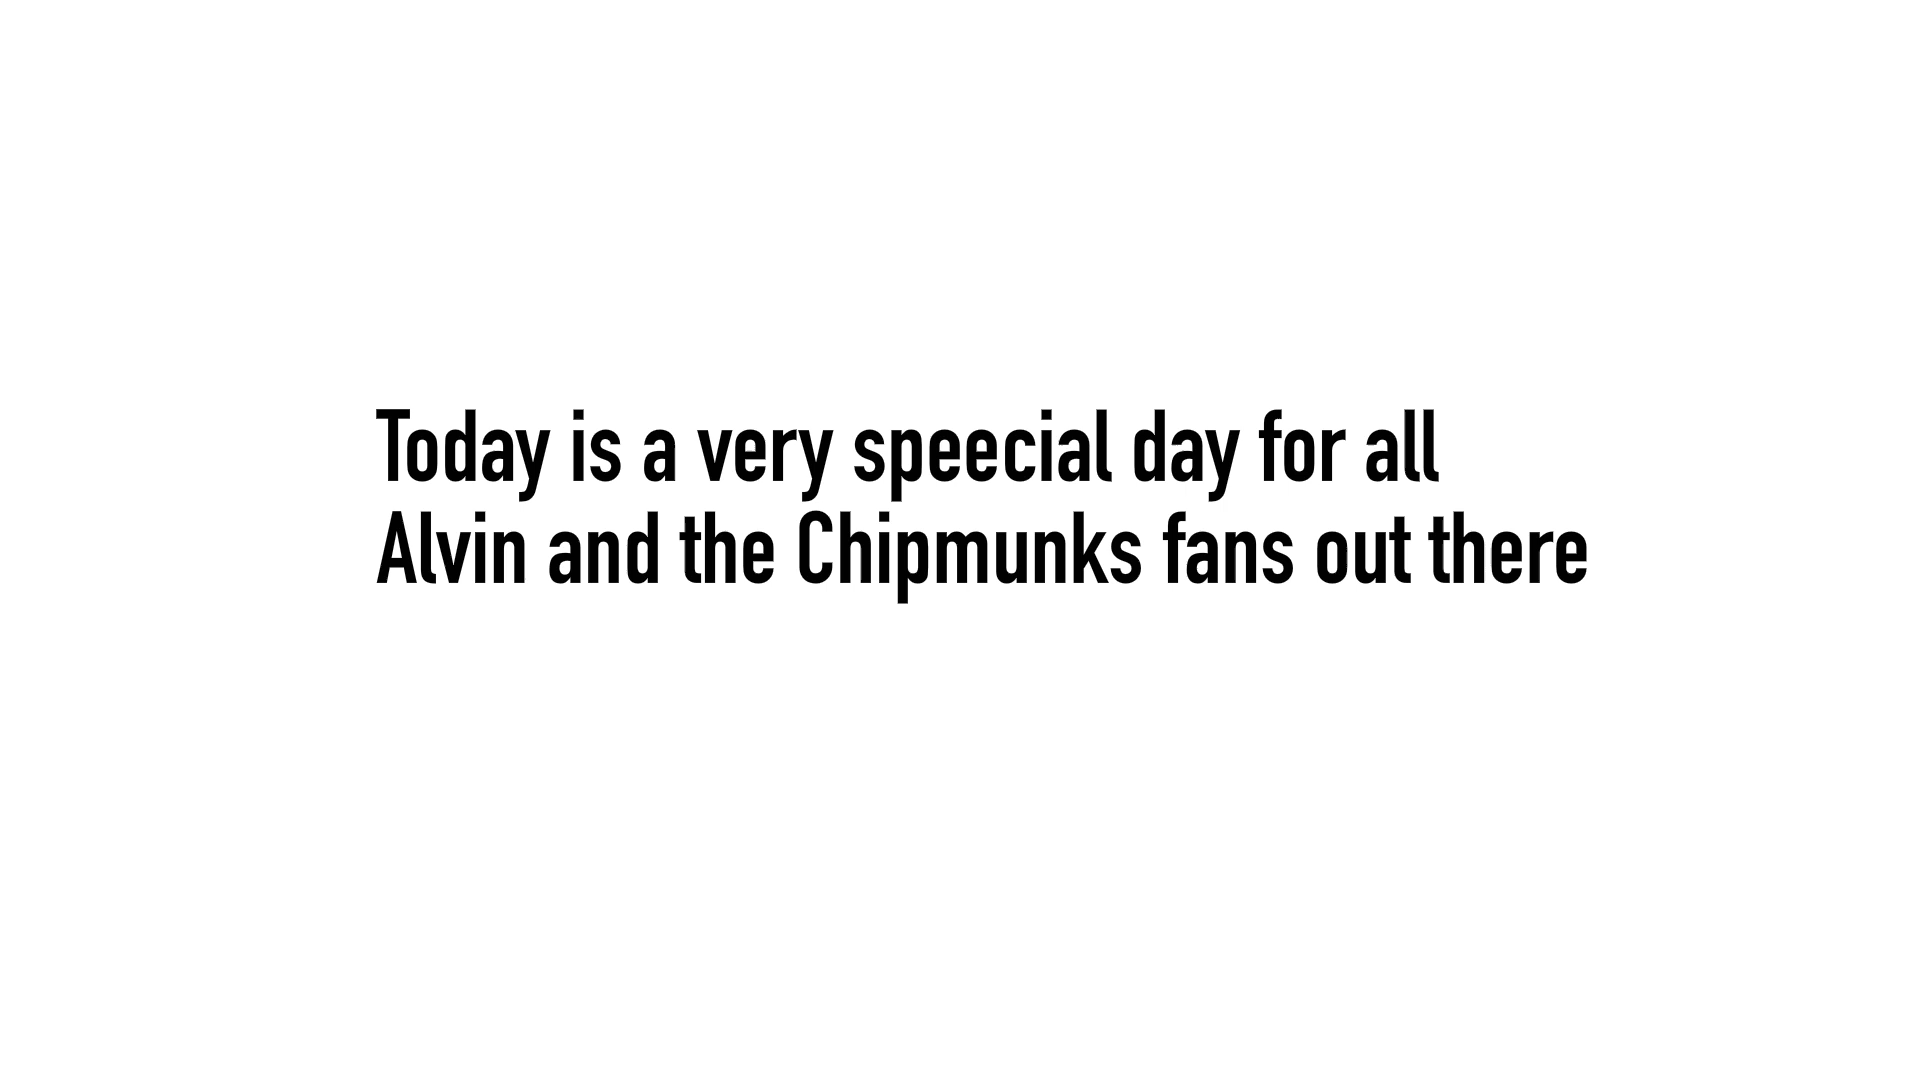 Today is a very speecial day for all
Alvin and the Chipmunks fans out there